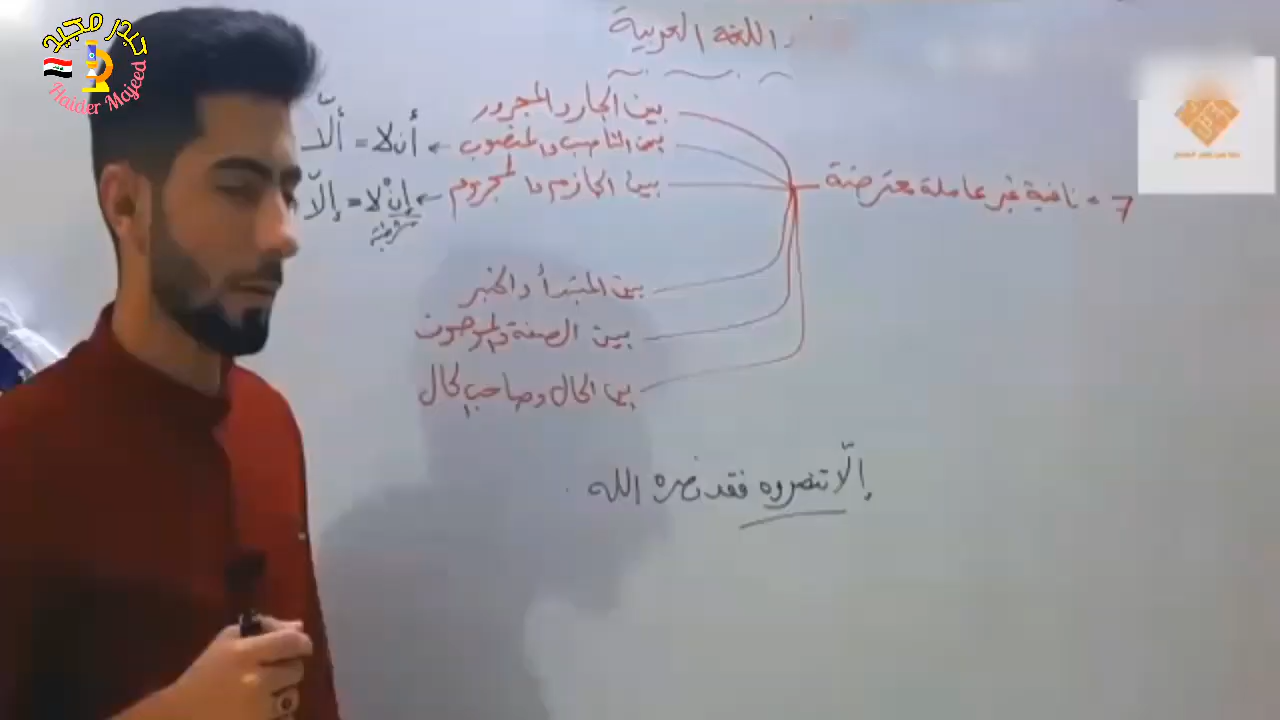 حيدر مجيد
Haider Majeed
اللغة العربية
7 - نافية غير عاملة معترضة
بين الجار والمجرور
بين الناصب والمنصوب ← أن لا = ألّا
بين الجازم والمجزوم ← إنْ لا = إلّا
شرطية
بين المبتدأ والخبر
بين الصفة والموصوف
بين الحال وصاحب الحال
إلّا تنصروه فقد نصره الله